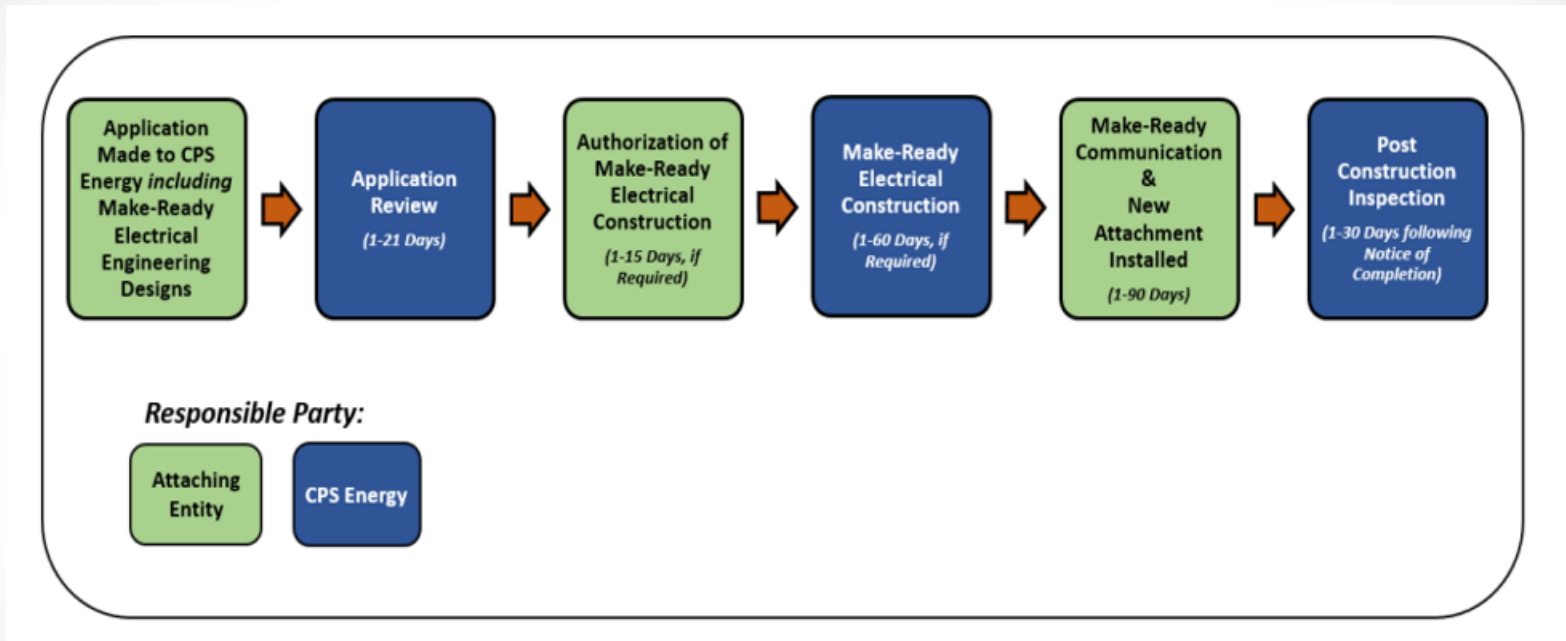 Application
Made to CPS
Energy including
Make-Ready
Electrical
Engineering
Designs
Application
Review
(1-21 Days)
Authorization of
Make-Ready
Electrical
Construction
(1-15 Days, if
Required)
Make-Ready
Electrical
Construction
(1-60 Days, if
Required)
Make-Ready
Communication
&
New
Attachment
Installed
(1-90 Days)
Post
Construction
Inspection
(1-30 Days following
Notice of
Completion)
Responsible Party:
Attaching
Entity
CPS Energy